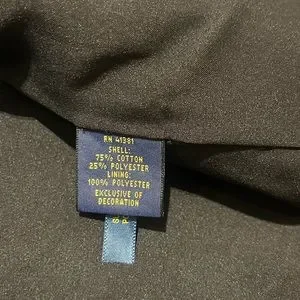 RN 41381
SHELL:
75% COTTON
25% POLYESTER
LINING:
100% POLYESTER
EXCLUSIVE OF
DECORATION